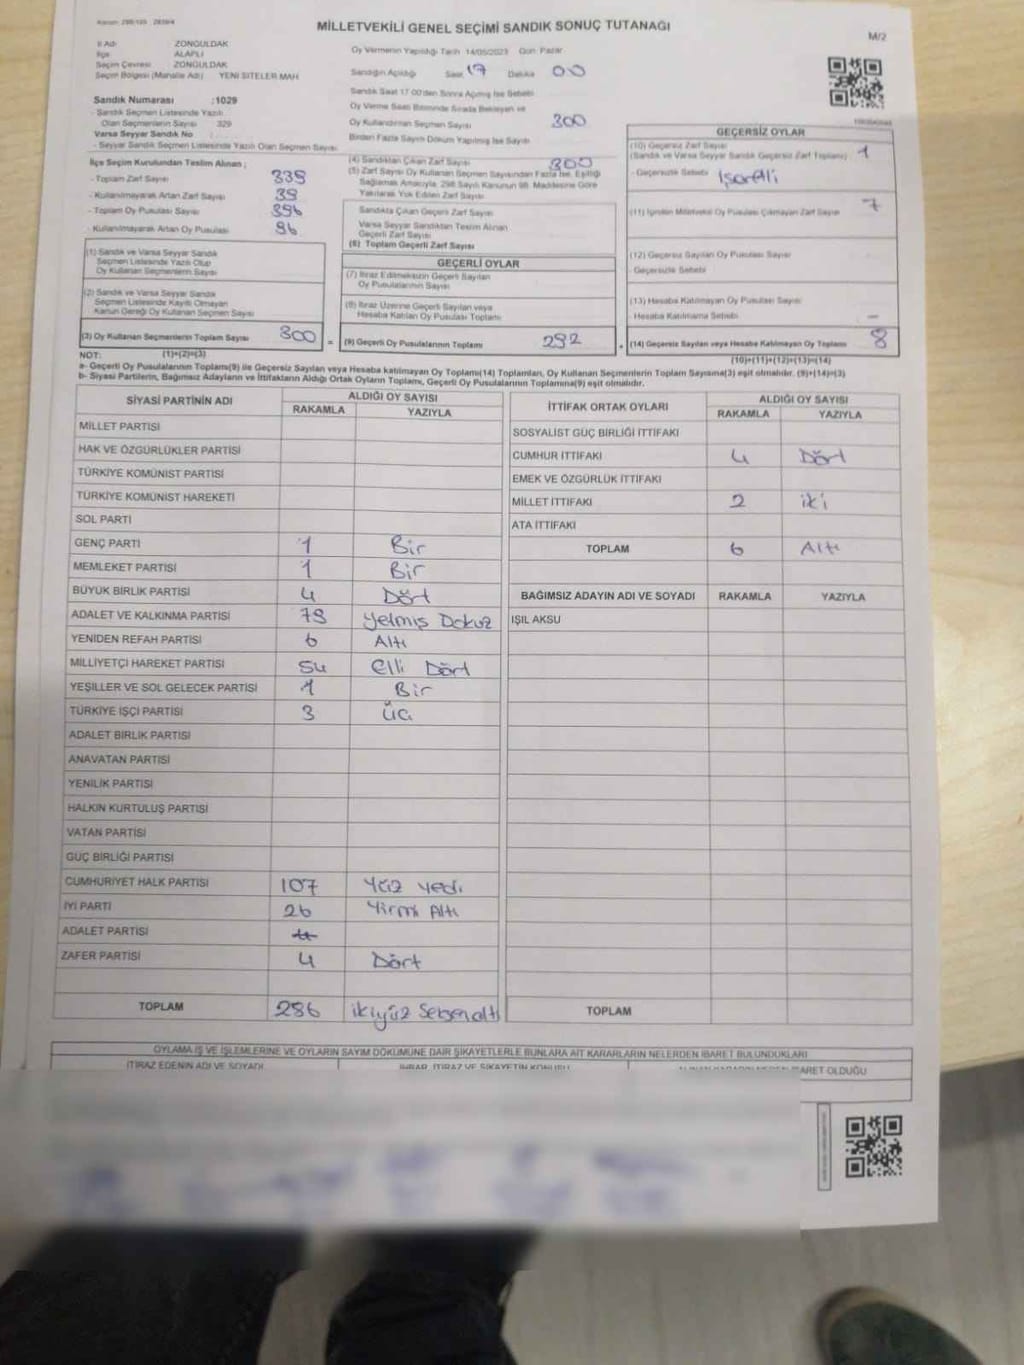 MİLLETVEKİLİ GENEL SEÇİMİ SANDIK SONUÇ TUTANAĞI
M/2
İl Adı ZONGULDAK
İlçe ALAPLI
Seçim Çevresi ZONGULDAK
Seçim Bölgesi (Mahalle Adı) YENİ SİTELER MAH
Sandık Numarası :1029
- Sandık Seçmen Listesinde Yazılı
Olan Seçmenlerin Sayısı 329
Varsa Seyyar Sandık No
- Seyyar Sandık Seçmen Listesinde Yazılı Olan Seçmen Sayısı
İlçe Seçim Kurulundan Teslim Alınan ;
- Toplam Zarf Sayısı 339
- Kullanılmayarak Artan Zarf Sayısı 39
- Toplam Oy Pusulası Sayısı 396
- Kullanılmayarak Artan Oy Pusulası 96
(1) Sandık ve Varsa Seyyar Sandık
Seçmen Listesinde Yazılı Olup
Oy Kullanan Seçmenlerin Sayısı
(2) Sandık ve Varsa Seyyar Sandık
Seçmen Listesinde Kayıtlı Olmayan
Kanun Gereği Oy Kullanan Seçmen Sayısı
(3) Oy Kullanan Seçmenlerin Toplam Sayısı 300
(1)+(2)=(3)
Oy Vermenin Yapıldığı Tarih 14/05/2023 Gün Pazar
Sandığın Açıldığı Saat 17 Dakika 00
Sandık Saat 17 00'den Sonra Açılmış İse Sebebi
Oy Verme Saati Bitiminde Sırada Bekleyen ve
Oy Kullandırılan Seçmen Sayısı 300
Birden Fazla Sayım Döküm Yapılmış İse Sayısı
(4) Sandıktan Çıkan Zarf Sayısı 300
(5) Zarf Sayısı Oy Kullanan Seçmen Sayısından Fazla İse, Eşitliği
Sağlamak Amacıyla, 298 Sayılı Kanunun 98. Maddesine Göre
Yakılarak Yok Edilen Zarf Sayısı
Sandıkta Çıkan Geçerli Zarf Sayısı
Varsa Seyyar Sandıktan Teslim Alınan
Geçerli Zarf Sayısı
(6) Toplam Geçerli Zarf Sayısı
GEÇERLİ OYLAR
(7) İtiraz Edilmeksizin Geçerli Sayılan
Oy Pusulalarının Sayısı
(8) İtiraz Üzerine Geçerli Sayılan veya
Hesaba Katılan Oy Pusulası Toplamı
= (9) Geçerli Oy Pusulalarının Toplamı 292 +
GEÇERSİZ OYLAR
(10) Geçersiz Zarf Sayısı
(Sandık ve Varsa Seyyar Sandık Geçersiz Zarf Toplamı) 1
- Geçersizlik Sebebi İşaretli
(11) İçinden Milletvekili Oy Pusulası Çıkmayan Zarf Sayısı 7
(12) Geçersiz Sayılan Oy Pusulası Sayısı
- Geçersizlik Sebebi
(13) Hesaba Katılmayan Oy Pusulası Sayısı
- Hesaba Katılmama Sebebi —
(14) Geçersiz Sayılan veya Hesaba Katılmayan Oy Toplamı 8
(10)+(11)+(12)+(13)=(14)
NOT:
a- Geçerli Oy Pusulalarının Toplamı(9) ile Geçersiz Sayılan veya Hesaba katılmayan Oy Toplamı(14) Toplamları, Oy Kullanan Seçmenlerin Toplam Sayısına(3) eşit olmalıdır. (9)+(14)=(3)
b- Siyasi Partilerin, Bağımsız Adayların ve İttifakların Aldığı Ortak Oyların Toplamı, Geçerli Oy Pusulalarının Toplamına(9) eşit olmalıdır.
SİYASİ PARTİNİN ADI ALDIĞI OY SAYISI
RAKAMLA YAZIYLA
MİLLET PARTİSİ
HAK VE ÖZGÜRLÜKLER PARTİSİ
TÜRKİYE KOMÜNİST PARTİSİ
TÜRKİYE KOMÜNİST HAREKETİ
SOL PARTİ
GENÇ PARTİ 1 Bir
MEMLEKET PARTİSİ 1 Bir
BÜYÜK BİRLİK PARTİSİ 4 Dört
ADALET VE KALKINMA PARTİSİ 79 Yetmiş Dokuz
YENİDEN REFAH PARTİSİ 6 Altı
MİLLİYETÇİ HAREKET PARTİSİ 54 Elli Dört
YEŞİLLER VE SOL GELECEK PARTİSİ 1 Bir
TÜRKİYE İŞÇİ PARTİSİ 3 Üç
ADALET BİRLİK PARTİSİ
ANAVATAN PARTİSİ
YENİLİK PARTİSİ
HALKIN KURTULUŞ PARTİSİ
VATAN PARTİSİ
GÜÇ BİRLİĞİ PARTİSİ
CUMHURİYET HALK PARTİSİ 107 Yüz yedi
İYİ PARTİ 26 Yirmi Altı
ADALET PARTİSİ
ZAFER PARTİSİ 4 Dört
TOPLAM 286 ikiyüz Seksen altı
İTTİFAK ORTAK OYLARI ALDIĞI OY SAYISI
RAKAMLA YAZIYLA
SOSYALİST GÜÇ BİRLİĞİ İTTİFAKI
CUMHUR İTTİFAKI 4 Dört
EMEK VE ÖZGÜRLÜK İTTİFAKI
MİLLET İTTİFAKI 2 iki
ATA İTTİFAKI
TOPLAM 6 Altı
BAĞIMSIZ ADAYIN ADI VE SOYADI RAKAMLA YAZIYLA
IŞIL AKSU
TOPLAM
OYLAMA İŞ VE İŞLEMLERİNE VE OYLARIN SAYIM DÖKÜMÜNE DAİR ŞİKAYETLERLE BUNLARA AİT KARARLARIN NELERDEN İBARET BULUNDUKLARI
İTİRAZ EDENİN ADI VE SOYADI İHBAR, İTİRAZ VE ŞİKAYETİN KONUSU